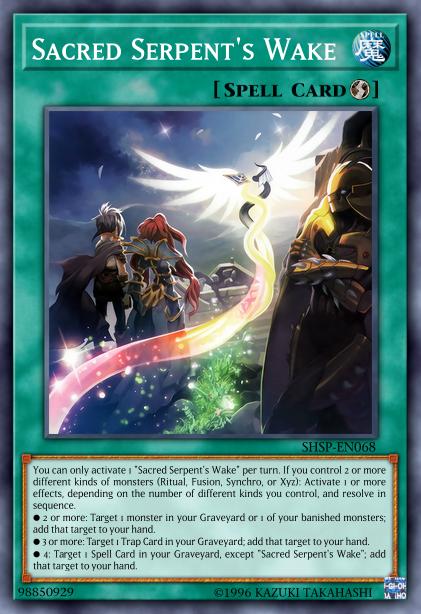 Sacred Serpent's Wake
SPELL
魔
[Spell Card]
SHSP-EN068
You can only activate 1 "Sacred Serpent's Wake" per turn. If you control 2 or more
different kinds of monsters (Ritual, Fusion, Synchro, or Xyz): Activate 1 or more
effects, depending on the number of different kinds you control, and resolve in
sequence.
● 2 or more: Target 1 monster in your Graveyard or 1 of your banished monsters;
add that target to your hand.
● 3 or more: Target 1 Trap Card in your Graveyard; add that target to your hand.
● 4: Target 1 Spell Card in your Graveyard, except "Sacred Serpent's Wake"; add
that target to your hand.
98850929
©1996 KAZUKI TAKAHASHI